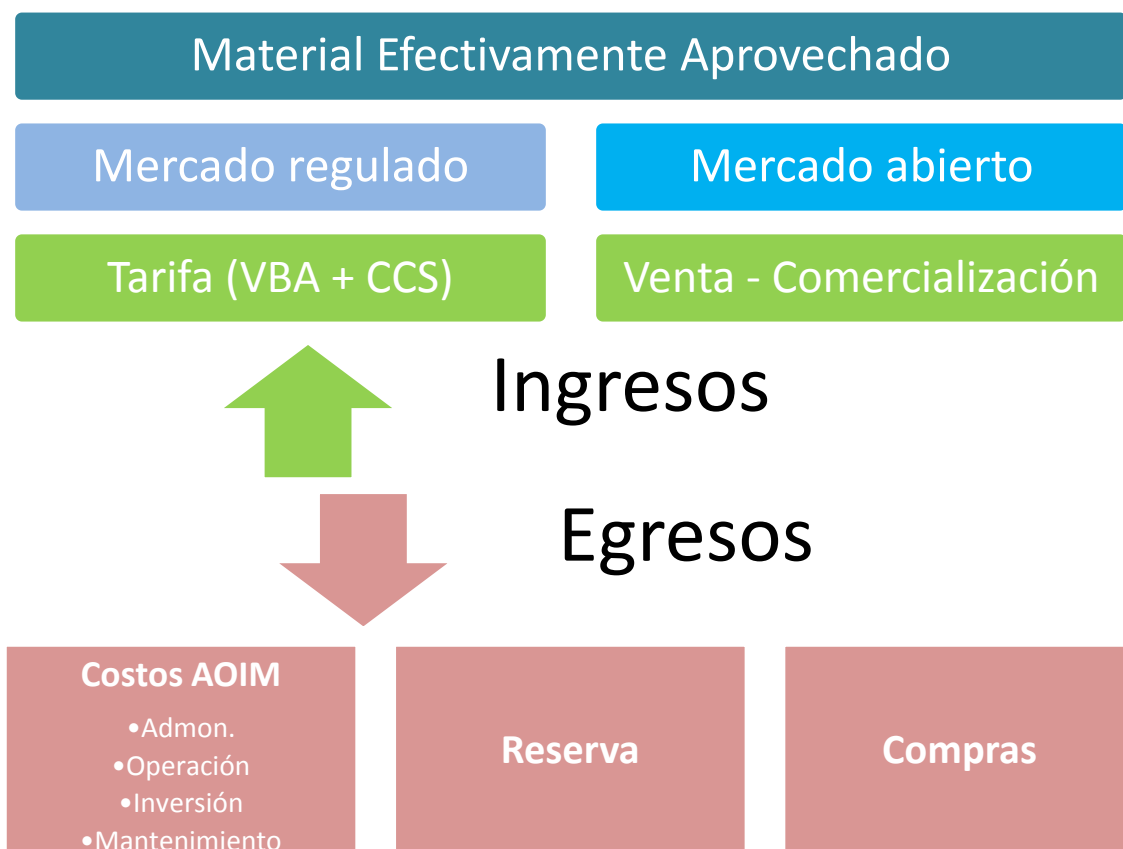 Material Efectivamente Aprovechado
Mercado regulado
Mercado abierto
Tarifa (VBA + CCS)
Venta - Comercialización
Ingresos
Egresos
Costos AOIM
•Admon.
•Operación
•Inversión
•Mantenimiento
Reserva
Compras